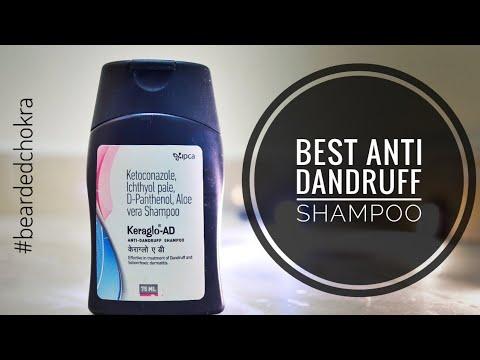 #beardedchokra
ipca
Ketoconazole,
Ichthyol pale,
D-Panthenol, Aloe
vera Shampoo
Keraglo®-AD
ANTI-DANDRUFF SHAMPOO
केराग्लो ए डी
Effective in treatment of Dandruff and
Seborrhoeic dermatitis.
75 ML
BEST ANTI
DANDRUFF
SHAMPOO